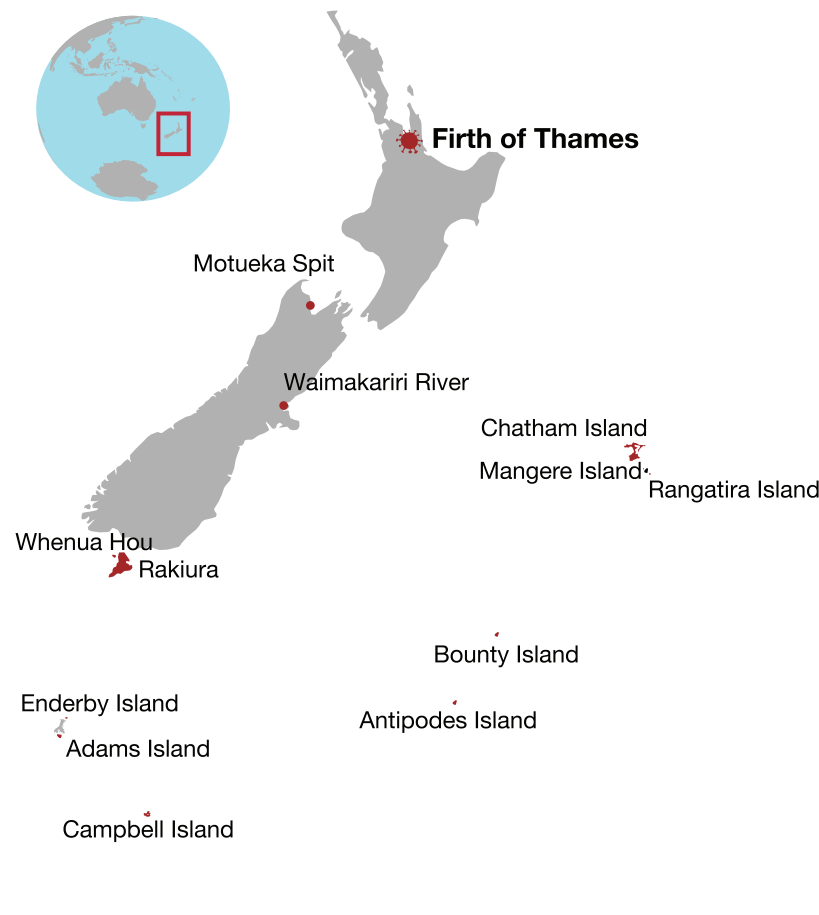 Firth of Thames
Motueka Spit
Waimakariri River
Chatham Island
Mangere Island
Rangatira Island
Whenua Hou
Rakiura
Bounty Island
Enderby Island
Antipodes Island
Adams Island
Campbell Island